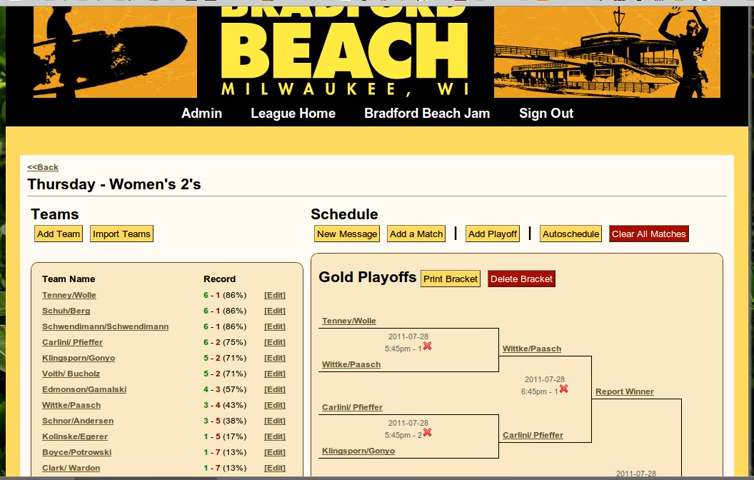 BRADFORD
BEACH
MILWAUKEE, WI
Admin League Home Bradford Beach Jam Sign Out
<<Back
Thursday - Women's 2's
Teams
Add Team Import Teams
Team Name Record
Tenney/Wolle 6 - 1 (86%) [Edit]
Schuh/Berg 6 - 1 (86%) [Edit]
Schwendimann/Schwendimann 6 - 1 (86%) [Edit]
Carlini/ Pfieffer 6 - 2 (75%) [Edit]
Klingsporn/Gonyo 5 - 2 (71%) [Edit]
Voith/ Bucholz 5 - 2 (71%) [Edit]
Edmonson/Gamalski 4 - 3 (57%) [Edit]
Wittke/Paasch 3 - 4 (43%) [Edit]
Schnor/Andersen 3 - 5 (38%) [Edit]
Kolinske/Egerer 1 - 5 (17%) [Edit]
Boyce/Potrowski 1 - 7 (13%) [Edit]
Clark/ Wardon 1 - 7 (13%) [Edit]
Schedule
New Message Add a Match | Add Playoff | Autoschedule Clear All Matches
Gold Playoffs Print Bracket Delete Bracket
Tenney/Wolle
2011-07-28
5:45pm - 1
Wittke/Paasch
Wittke/Paasch
2011-07-28
6:45pm - 1
Report Winner
Carlini/ Pfieffer
2011-07-28
5:45pm - 2
Carlini/ Pfieffer
Klingsporn/Gonyo
2011-07-28